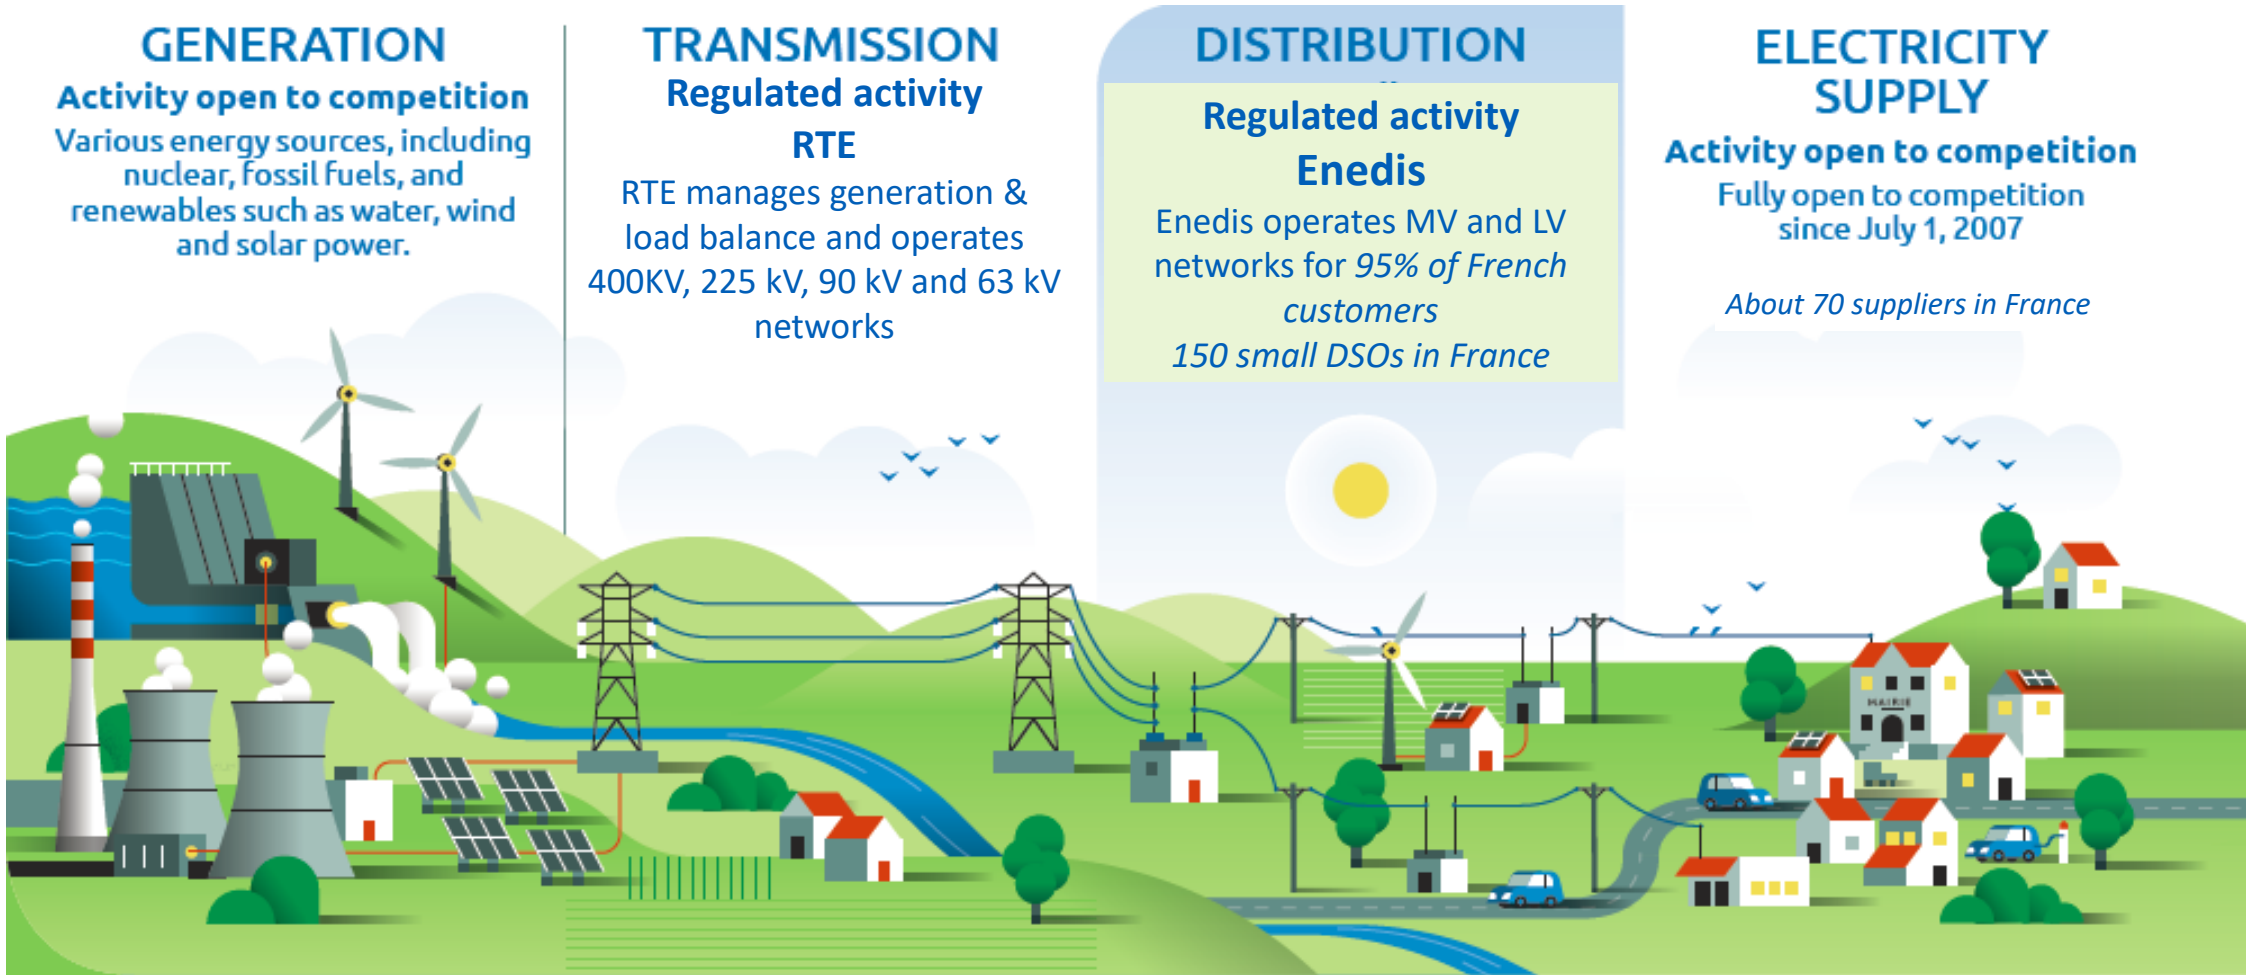 GENERATION
Activity open to competition
Various energy sources, including
nuclear, fossil fuels, and
renewables such as water, wind
and solar power.
TRANSMISSION
Regulated activity
RTE
RTE manages generation &
load balance and operates
400KV, 225 kV, 90 kV and 63 kV
networks
DISTRIBUTION
Regulated activity
Enedis
Enedis operates MV and LV
networks for 95% of French
customers
150 small DSOs in France
ELECTRICITY
SUPPLY
Activity open to competition
Fully open to competition
since July 1, 2007
About 70 suppliers in France
MAIRIE